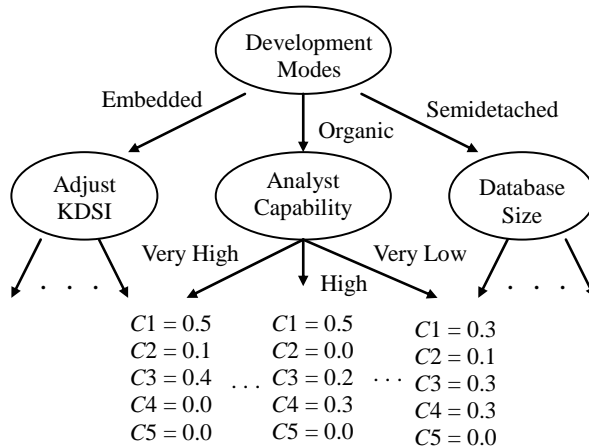 Development
Modes
Embedded
Organic
Semidetached
Adjust
KDSI
Analyst
Capability
Database
Size
Very High
High
Very Low
. . . .
. . . .
C1 = 0.5
C2 = 0.1
C3 = 0.4
C4 = 0.0
C5 = 0.0
...
C1 = 0.5
C2 = 0.0
C3 = 0.2
C4 = 0.3
C5 = 0.0
...
C1 = 0.3
C2 = 0.1
C3 = 0.3
C4 = 0.3
C5 = 0.0